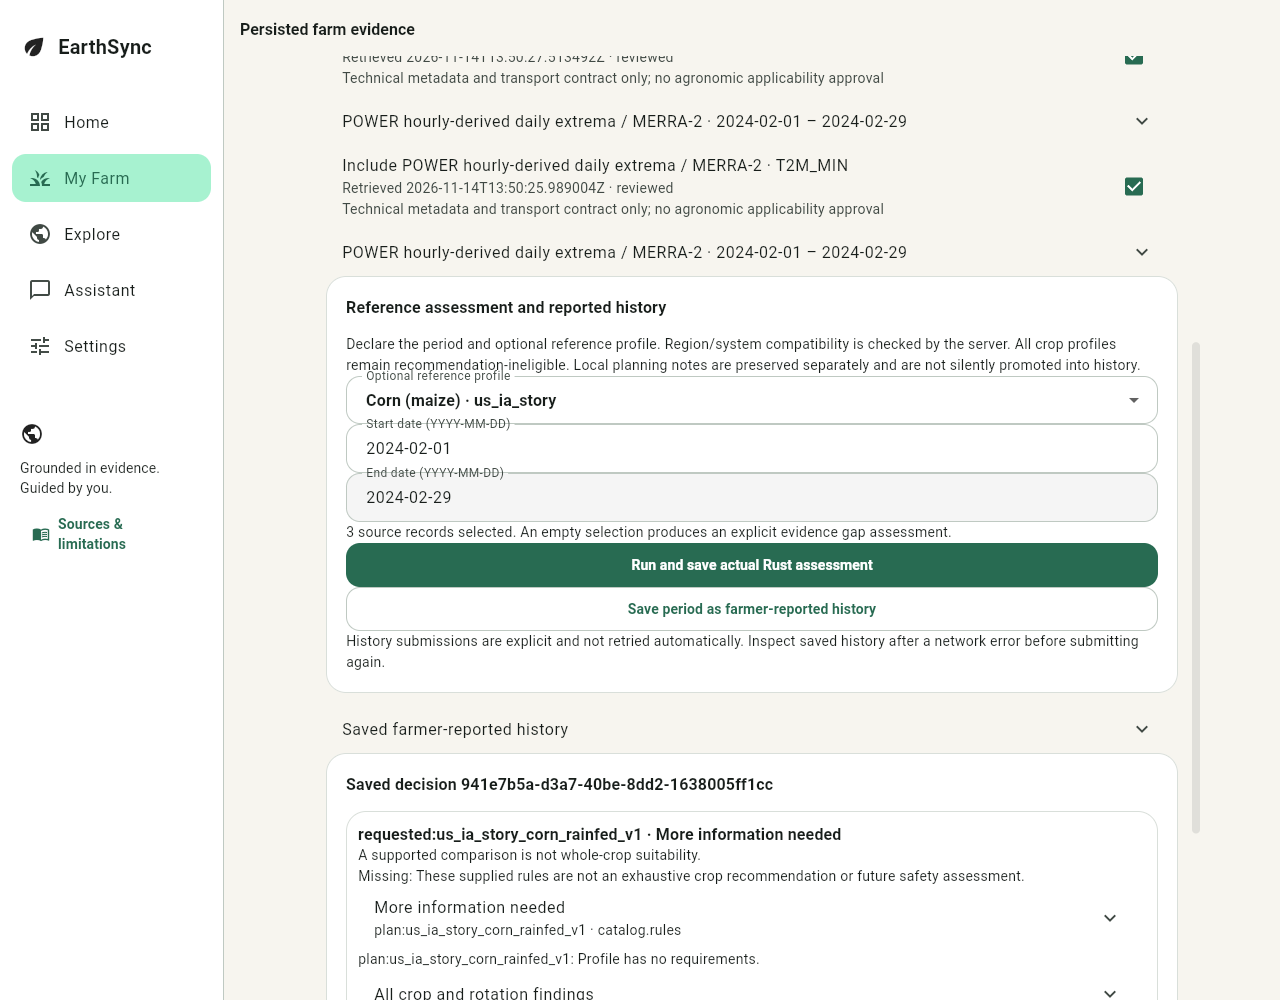 EarthSync
Home
My Farm
Explore
Assistant
Settings
Grounded in evidence.
Guided by you.
Sources &
limitations
Persisted farm evidence
Retrieved 2026-11-14T13:50:27.513492Z · reviewed
Technical metadata and transport contract only; no agronomic applicability approval
POWER hourly-derived daily extrema / MERRA-2 · 2024-02-01 – 2024-02-29
Include POWER hourly-derived daily extrema / MERRA-2 · T2M_MIN
Retrieved 2026-11-14T13:50:25.989004Z · reviewed
Technical metadata and transport contract only; no agronomic applicability approval
POWER hourly-derived daily extrema / MERRA-2 · 2024-02-01 – 2024-02-29
Reference assessment and reported history
Declare the period and optional reference profile. Region/system compatibility is checked by the server. All crop profiles
remain recommendation-ineligible. Local planning notes are preserved separately and are not silently promoted into history.
Optional reference profile
Corn (maize) · us_ia_story
Start date (YYYY-MM-DD)
2024-02-01
End date (YYYY-MM-DD)
2024-02-29
3 source records selected. An empty selection produces an explicit evidence gap assessment.
Run and save actual Rust assessment
Save period as farmer-reported history
History submissions are explicit and not retried automatically. Inspect saved history after a network error before submitting
again.
Saved farmer-reported history
Saved decision 941e7b5a-d3a7-40be-8dd2-1638005ff1cc
requested:us_ia_story_corn_rainfed_v1 · More information needed
A supported comparison is not whole-crop suitability.
Missing: These supplied rules are not an exhaustive crop recommendation or future safety assessment.
More information needed
plan:us_ia_story_corn_rainfed_v1 · catalog.rules
plan:us_ia_story_corn_rainfed_v1: Profile has no requirements.
All crop and rotation findings